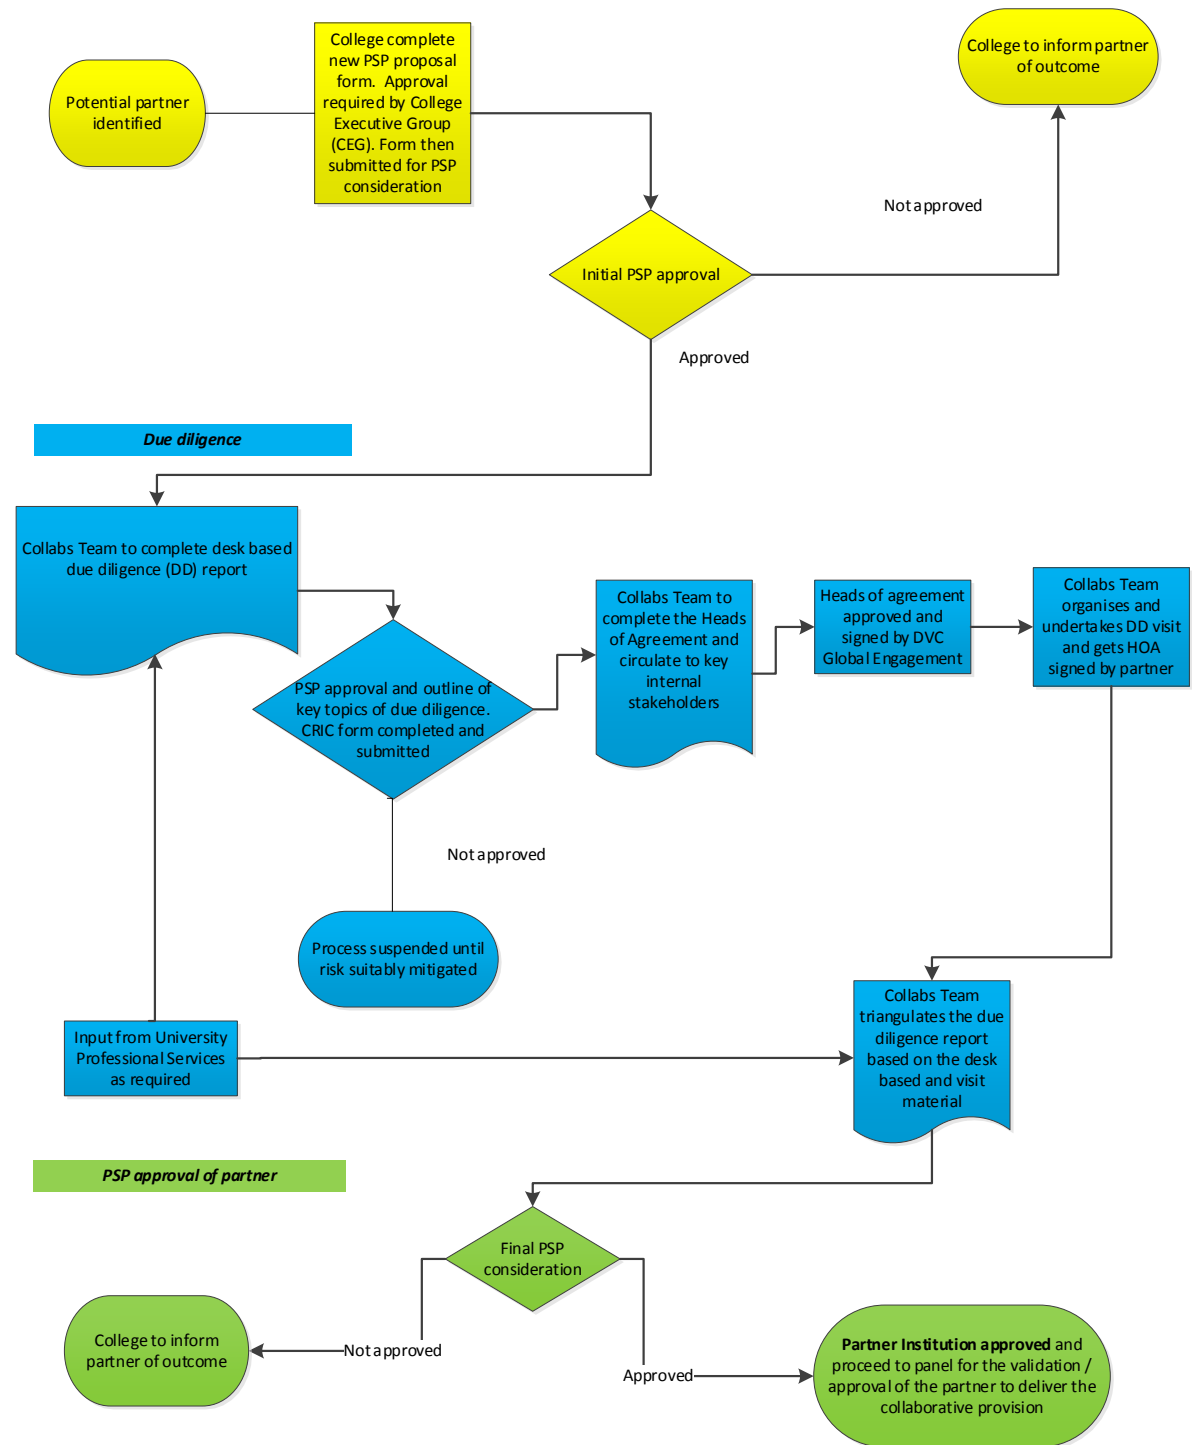 Potential partner
identified
College complete
new PSP proposal
form.  Approval
required by College
Executive Group
(CEG). Form then
submitted for PSP
consideration
College to inform partner
of outcome
Not approved
Initial PSP approval
Approved
Due diligence
Collabs Team to complete desk based
due diligence (DD) report
PSP approval and outline of
key topics of due diligence.
CRIC form completed and
submitted
Collabs Team to
complete the Heads
of Agreement and
circulate to key
internal
stakeholders
Heads of agreement
approved and
signed by DVC
Global Engagement
Collabs Team
organises and
undertakes DD visit
and gets HOA
signed by partner
Not approved
Process suspended until
risk suitably mitigated
Input from University
Professional Services
as required
Collabs Team
triangulates the due
diligence report
based on the desk
based and visit
material
PSP approval of partner
Final PSP
consideration
College to inform
partner of outcome
Not approved
Approved
Partner Institution approved and
proceed to panel for the validation /
approval of the partner to deliver the
collaborative provision